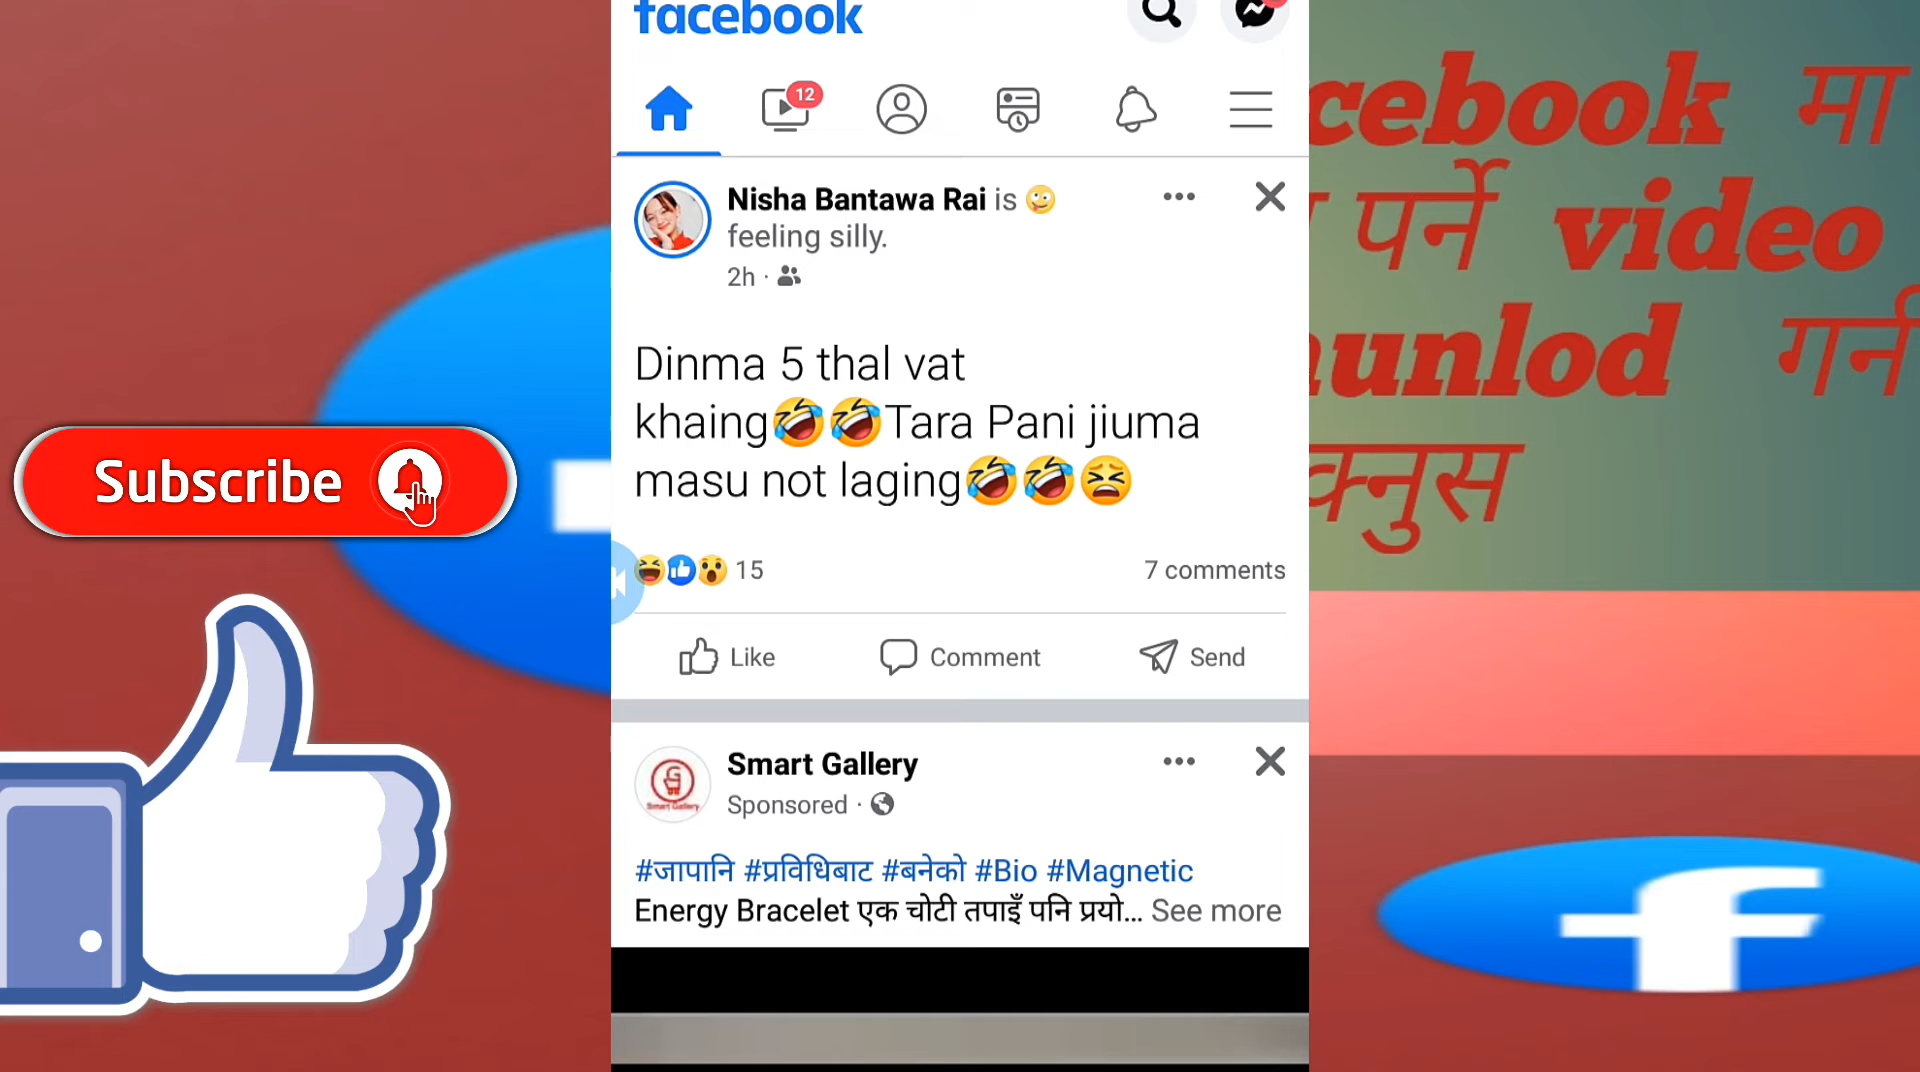 facebook
12
Nisha Bantawa Rai is 🤪
feeling silly.
2h ·
Dinma 5 thal vat
khaing🤣🤣Tara Pani jiuma
masu not laging🤣🤣😫
15 7 comments
Like Comment Send
Smart Gallery
Sponsored ·
#जापानि #प्रविधिबाट #बनेको #Bio #Magnetic
Energy Bracelet एक चोटी तपाइँ पनि प्रयो... See more
Subscribe
cebook मा
पर्ने video
unlod गर्न
क्नुस